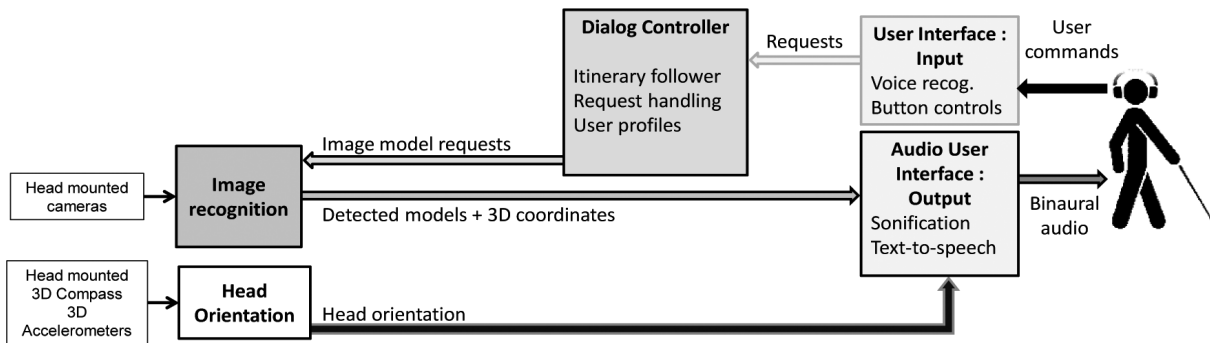 Dialog Controller
Itinerary follower
Request handling
User profiles
Requests
User Interface :
Input
Voice recog.
Button controls
User
commands
Image model requests
Head mounted
cameras
Image
recognition
Detected models + 3D coordinates
Audio User
Interface :
Output
Sonification
Text-to-speech
Binaural
audio
Head mounted
3D Compass
3D
Accelerometers
Head
Orientation
Head orientation